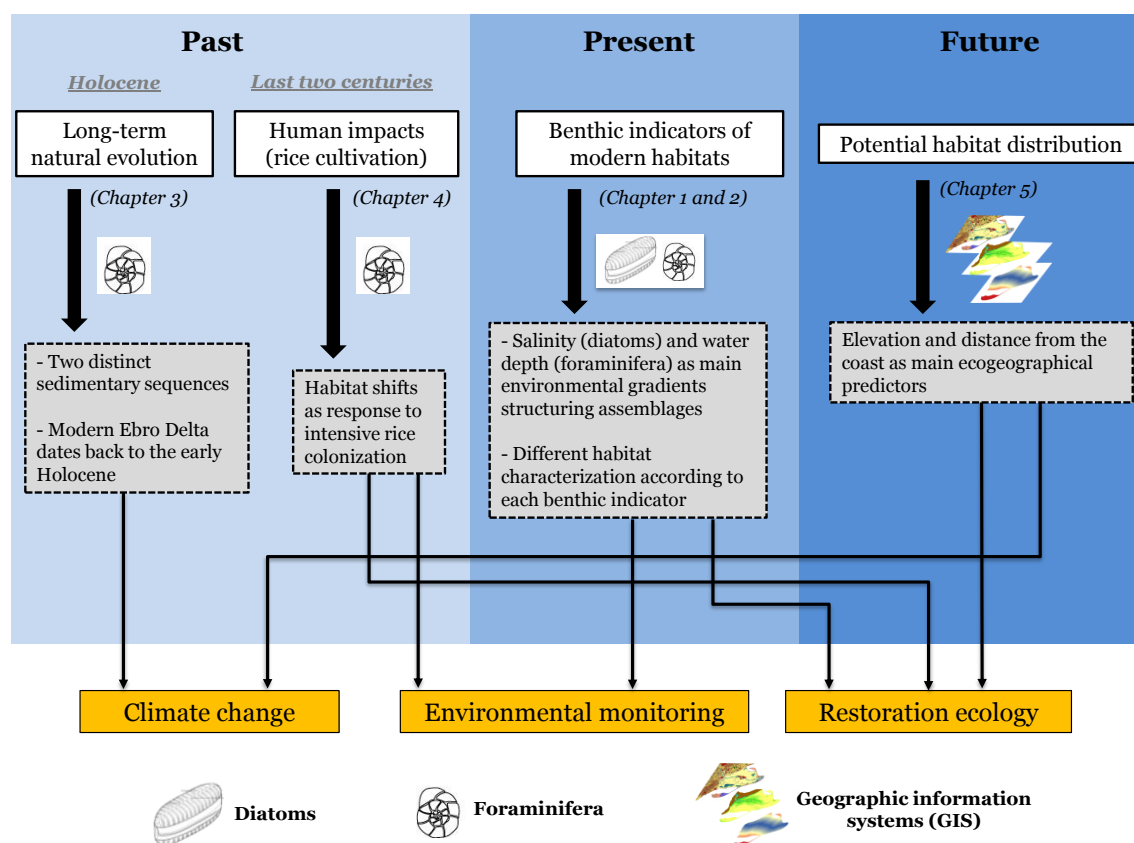 Past
Present
Future
Holocene
Last two centuries
Long-term
natural evolution
Human impacts
(rice cultivation)
Benthic indicators of
modern habitats
Potential habitat distribution
(Chapter 3)
(Chapter 4)
(Chapter 1 and 2)
(Chapter 5)
- Two distinct
sedimentary sequences
- Modern Ebro Delta
dates back to the early
Holocene
Habitat shifts
as response to
intensive rice
colonization
- Salinity (diatoms) and water
depth (foraminifera) as main
environmental gradients
structuring assemblages
- Different habitat
characterization according to
each benthic indicator
Elevation and distance from the
coast as main ecogeographical
predictors
Climate change
Environmental monitoring
Restoration ecology
Diatoms
Foraminifera
Geographic information
systems (GIS)